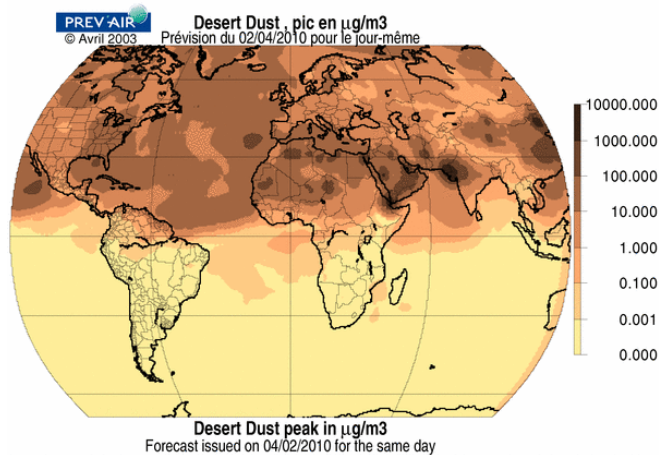 PREV'AIR
© Avril 2003
Desert Dust , pic en µg/m3
Prévision du 02/04/2010 pour le jour-même
10000.000
1000.000
100.000
10.000
1.000
0.100
0.001
0.000
Desert Dust peak in µg/m3
Forecast issued on 04/02/2010 for the same day